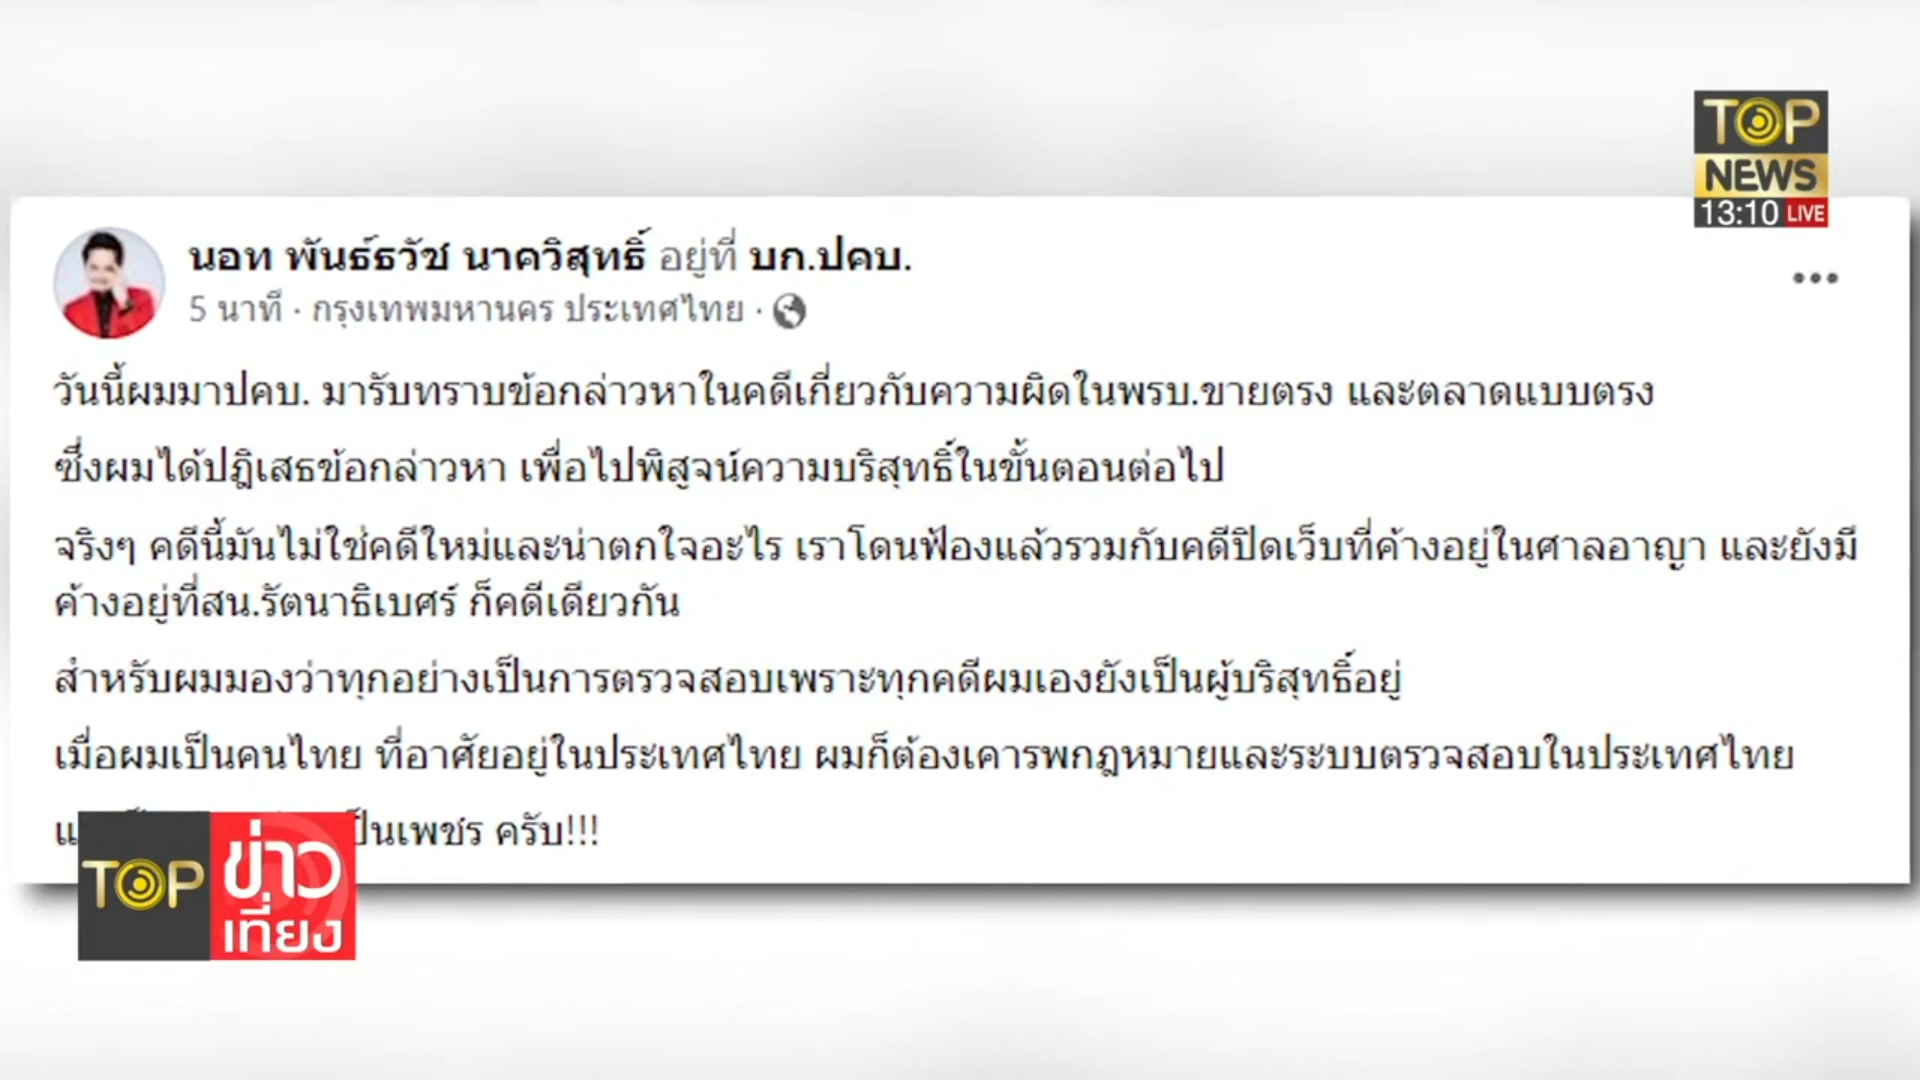 TOP
NEWS
13:10 LIVE
นอท พันธ์ธวัช นาควิสุทธิ์ อยู่ที่ บก.ปคบ.
5 นาที · กรุงเทพมหานคร ประเทศไทย ·
วันนี้ผมมาปคบ. มารับทราบข้อกล่าวหาในคดีเกี่ยวกับความผิดในพรบ.ขายตรง และตลาดแบบตรง
ซึ่งผมได้ปฎิเสธข้อกล่าวหา เพื่อไปพิสูจน์ความบริสุทธิ์ในขั้นตอนต่อไป
จริงๆ คดีนี้มันไม่ใช่คดีใหม่และน่าตกใจอะไร เราโดนฟ้องแล้วรวมกับคดีปิดเว็บที่ค้างอยู่ในศาลอาญา และยังมี
ค้างอยู่ที่สน.รัตนาธิเบศร์ ก็คดีเดียวกัน
สำหรับผมมองว่าทุกอย่างเป็นการตรวจสอบเพราะทุกคดีผมเองยังเป็นผู้บริสุทธิ์อยู่
เมื่อผมเป็นคนไทย ที่อาศัยอยู่ในประเทศไทย ผมก็ต้องเคารพกฎหมายและระบบตรวจสอบในประเทศไทย
เป็นเพชร ครับ!!!
TOP ข่าว
เที่ยง